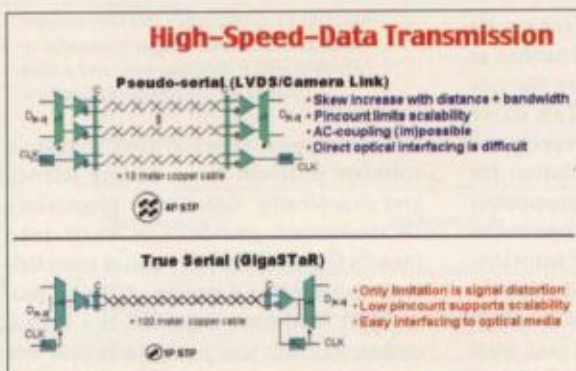 High-Speed-Data Transmission
Pseudo-serial (LVDS/Camera Link)
• Skew increase with distance + bandwidth
• Pincount limits scalability
• AC-coupling (im)possible
• Direct optical interfacing is difficult
CLK
CLK
> 10 meter copper cable
4P STP
True Serial (GigaSTaR)
• Only limitation is signal distortion
• Low pincount supports scalability
• Easy interfacing to optical media
CLK
CLK
> 100 meter copper cable
1P STP